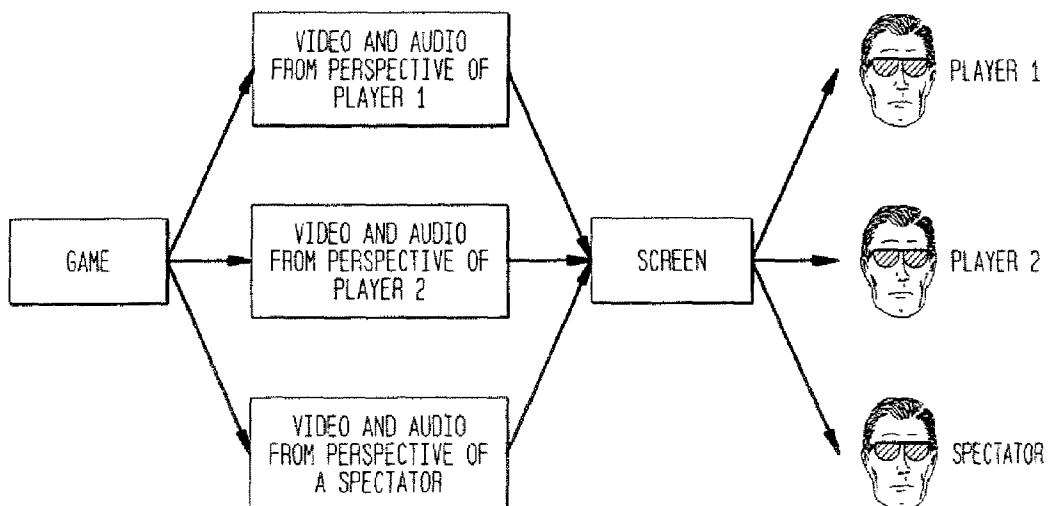 VIDEO AND AUDIO
FROM PERSPECTIVE OF
PLAYER 1
PLAYER 1
GAME
VIDEO AND AUDIO
FROM PERSPECTIVE OF
PLAYER 2
SCREEN
PLAYER 2
VIDEO AND AUDIO
FROM PERSPECTIVE OF
A SPECTATOR
SPECTATOR